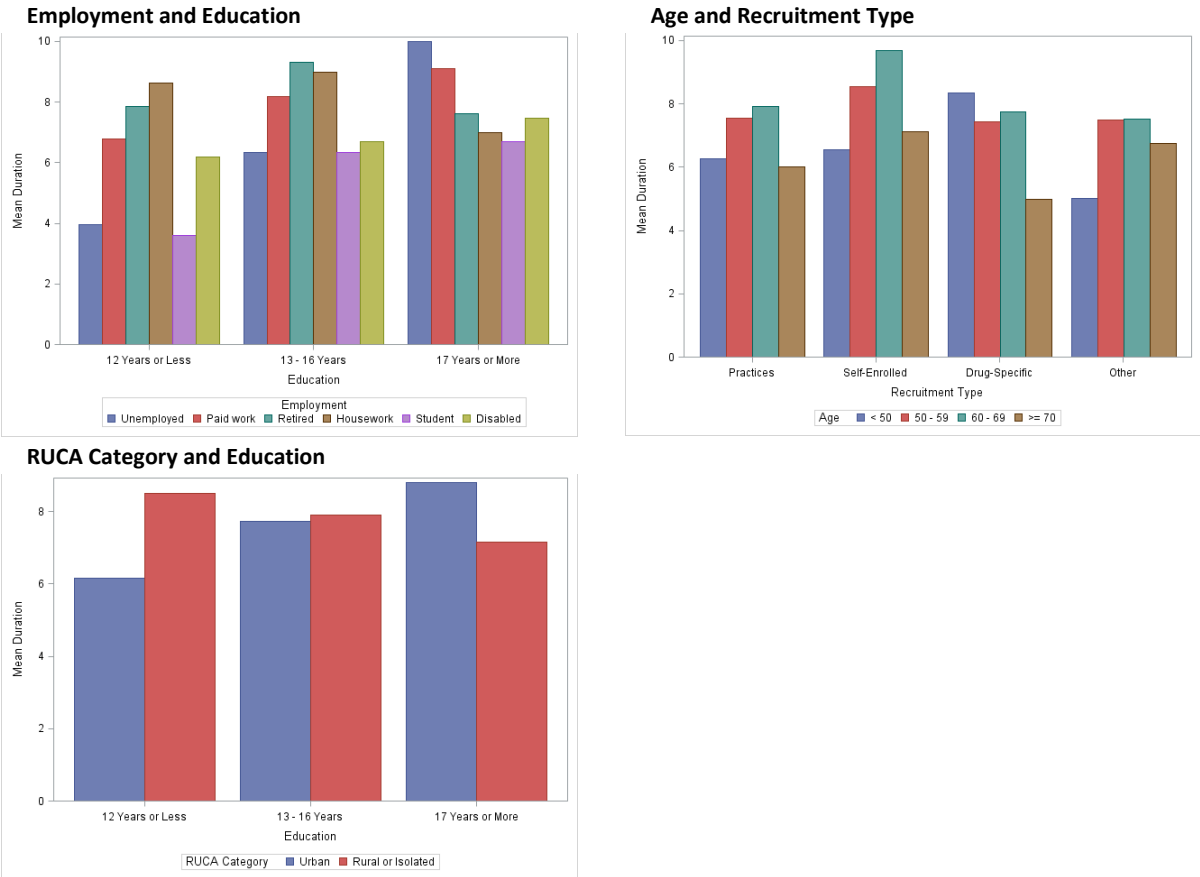 Employment and Education
10
8
6
4
2
0
Mean Duration
12 Years or Less 13 - 16 Years 17 Years or More
Education
Employment
Unemployed Paid work Retired Housework Student Disabled
Age and Recruitment Type
10
8
6
4
2
0
Mean Duration
Practices Self-Enrolled Drug-Specific Other
Recruitment Type
Age < 50 50 - 59 60 - 69 >= 70
RUCA Category and Education
8
6
4
2
0
Mean Duration
12 Years or Less 13 - 16 Years 17 Years or More
Education
RUCA Category Urban Rural or Isolated